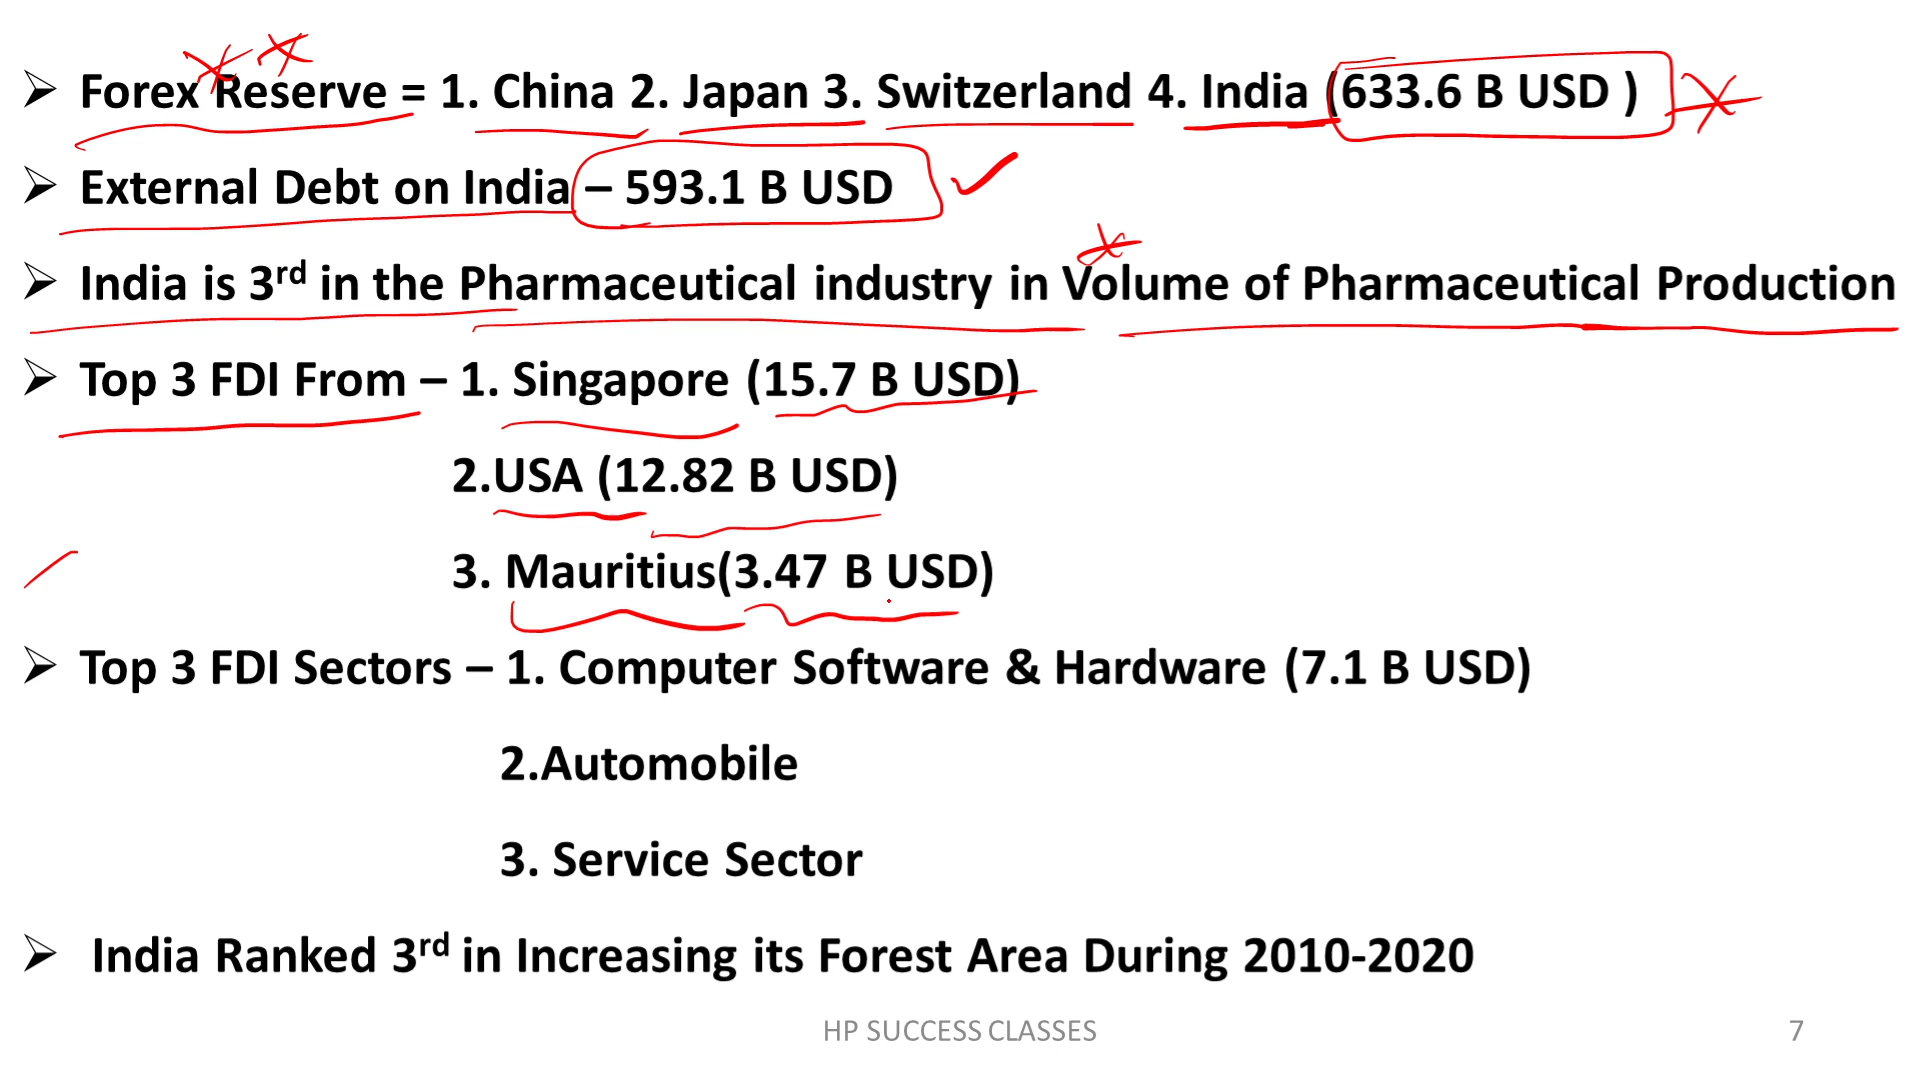 ➢ Forex Reserve = 1. China 2. Japan 3. Switzerland 4. India (633.6 B USD )
➢ External Debt on India – 593.1 B USD
➢ India is 3rd in the Pharmaceutical industry in Volume of Pharmaceutical Production
➢ Top 3 FDI From – 1. Singapore (15.7 B USD)
2.USA (12.82 B USD)
3. Mauritius(3.47 B USD)
➢ Top 3 FDI Sectors – 1. Computer Software & Hardware (7.1 B USD)
2.Automobile
3. Service Sector
➢ India Ranked 3rd in Increasing its Forest Area During 2010-2020
HP SUCCESS CLASSES 7